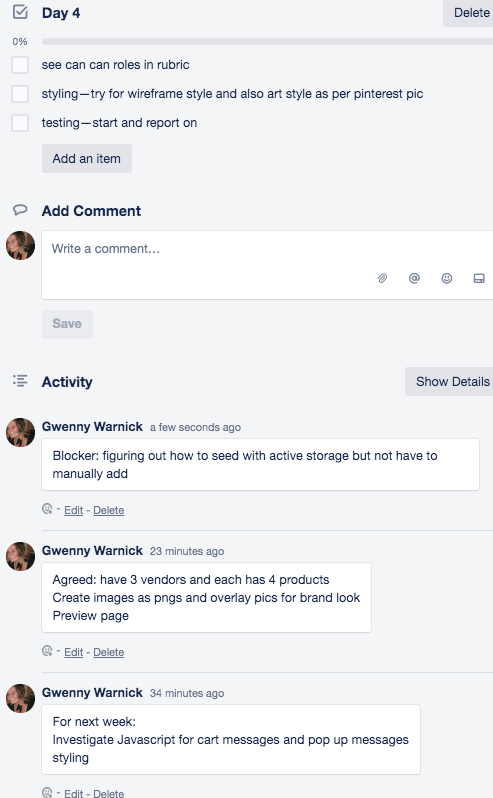 Day 4
Delete
0%
see can can roles in rubric
styling—try for wireframe style and also art style as per pinterest pic
testing—start and report on
Add an item
Add Comment
Write a comment…
Save
Activity
Show Details
Gwenny Warnick a few seconds ago
Blocker: figuring out how to seed with active storage but not have to
manually add
- Edit - Delete
Gwenny Warnick 23 minutes ago
Agreed: have 3 vendors and each has 4 products
Create images as pngs and overlay pics for brand look
Preview page
- Edit - Delete
Gwenny Warnick 34 minutes ago
For next week:
Investigate Javascript for cart messages and pop up messages
styling
- Edit - Delete